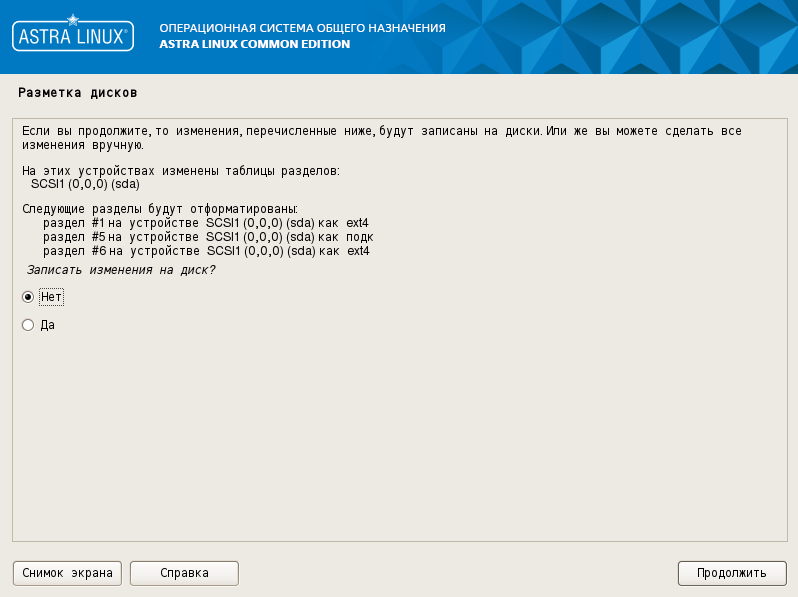 ASTRA LINUX®
ОПЕРАЦИОННАЯ СИСТЕМА ОБЩЕГО НАЗНАЧЕНИЯ
ASTRA LINUX COMMON EDITION
Разметка дисков
Если вы продолжите, то изменения, перечисленные ниже, будут записаны на диски. Или же вы можете сделать все
изменения вручную.
На этих устройствах изменены таблицы разделов:
SCSI1 (0,0,0) (sda)
Следующие разделы будут отформатированы:
раздел #1 на устройстве SCSI1 (0,0,0) (sda) как ext4
раздел #5 на устройстве SCSI1 (0,0,0) (sda) как подк
раздел #6 на устройстве SCSI1 (0,0,0) (sda) как ext4
Записать изменения на диск?
Нет
Да
Снимок экрана
Справка
Продолжить